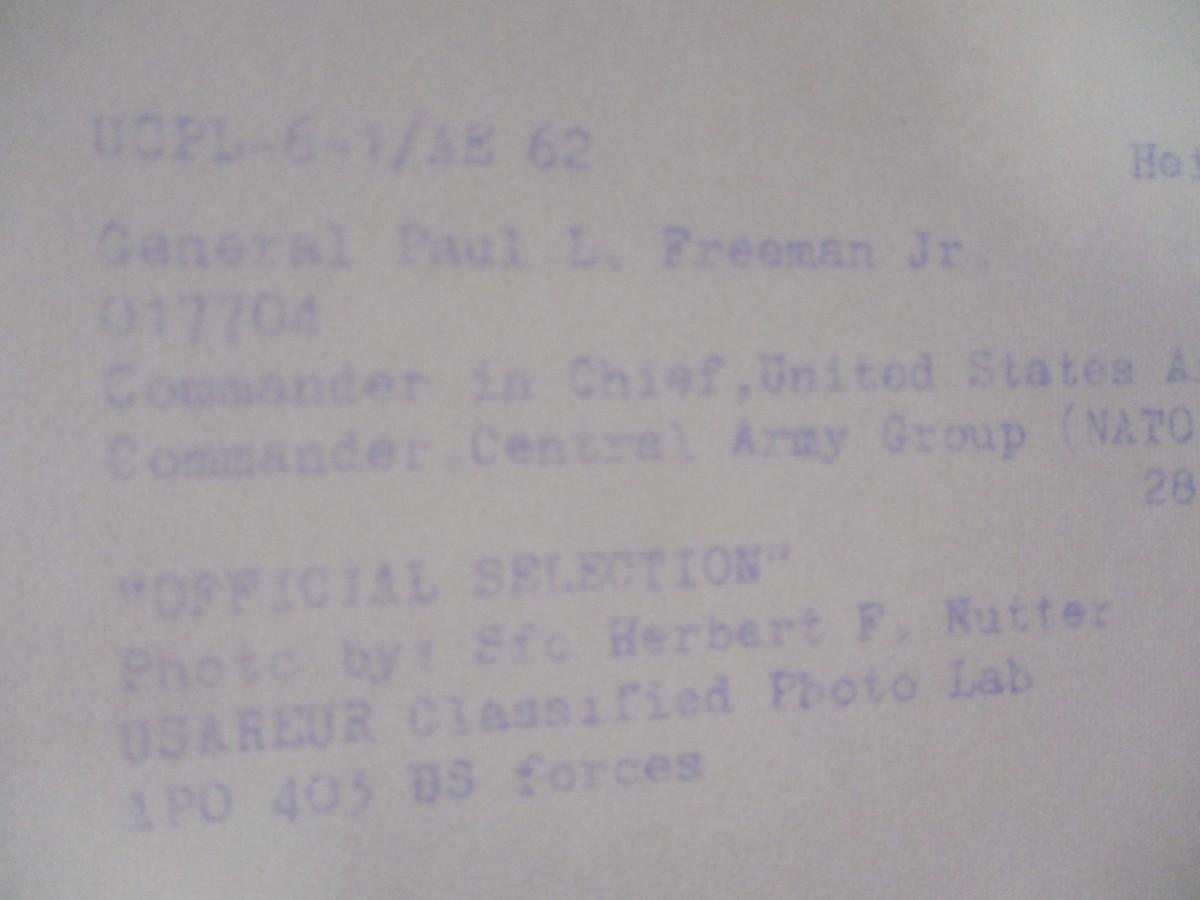 UCPL-6-1/AE 62 Hei
General Paul L. Freeman Jr.
O17704
Commander in Chief,United States A
Commander,Central Army Group (NATO
28
"OFFICIAL SELECTION"
Photo by: Sfc Herbert F. Nutter
USAREUR Classified Photo Lab
APO 403 US forces